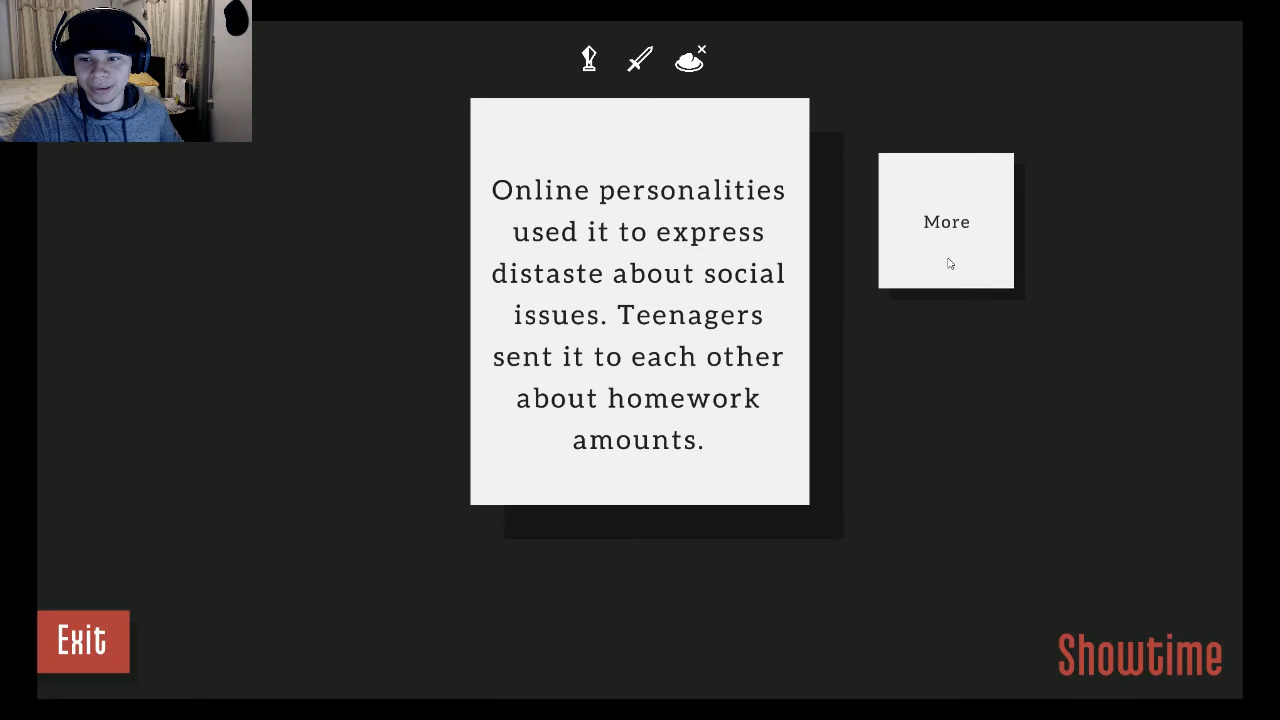 Online personalities
used it to express
distaste about social
issues. Teenagers
sent it to each other
about homework
amounts.
More
Exit
Showtime